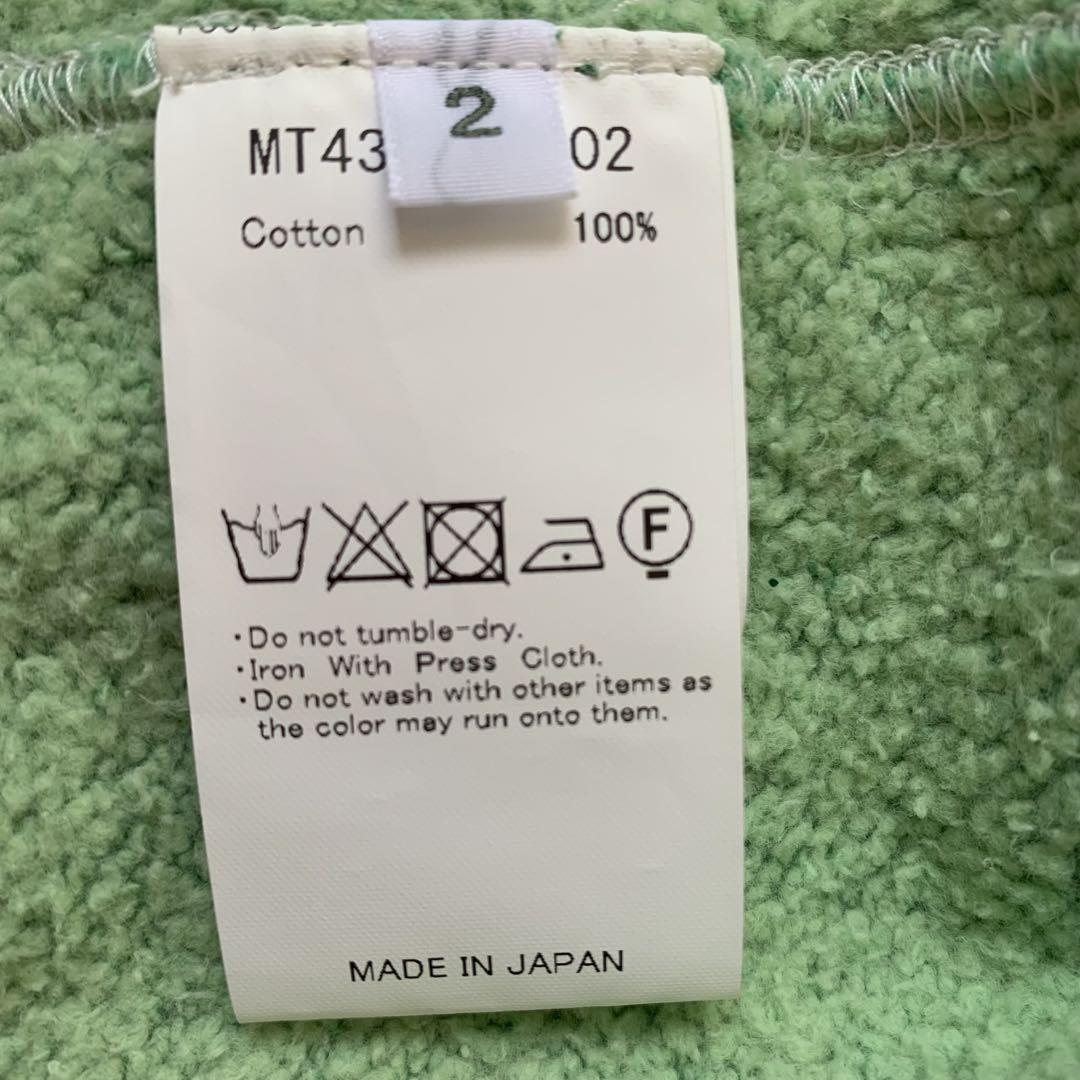 2
MT43 02
Cotton 100%
F
・Do not tumble-dry.
・Iron With Press Cloth.
・Do not wash with other items as
the color may run onto them.
MADE IN JAPAN